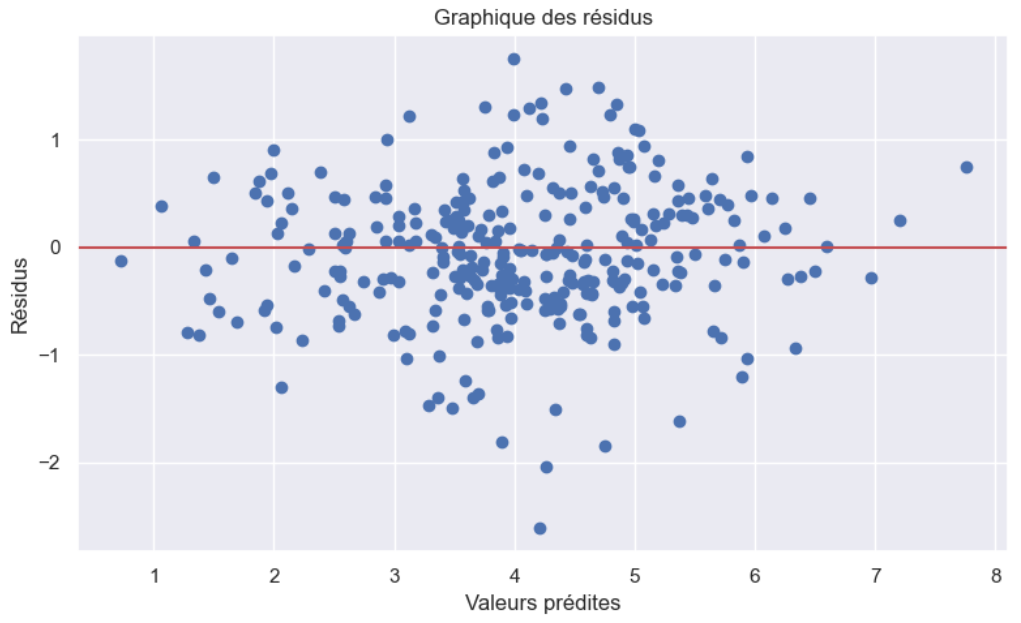 Graphique des résidus
Résidus
1
0
−1
−2
1 2 3 4 5 6 7 8
Valeurs prédites